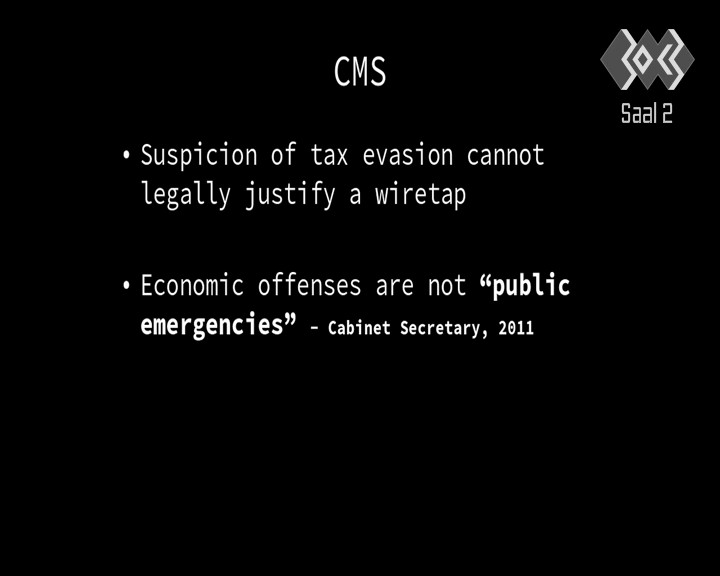 CMS
Saal 2
• Suspicion of tax evasion cannot
legally justify a wiretap
• Economic offenses are not “public
emergencies” – Cabinet Secretary, 2011